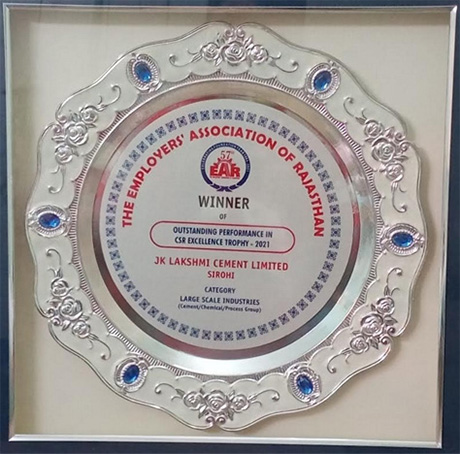 THE EMPLOYERS' ASSOCIATION OF RAJASTHAN
57th
EAR
WINNER
OF
OUTSTANDING PERFORMANCE IN
CSR EXCELLENCE TROPHY - 2021
JK LAKSHMI CEMENT LIMITED
SIROHI
CATEGORY
LARGE SCALE INDUSTRIES
(Cement/Chemical/Process Group)